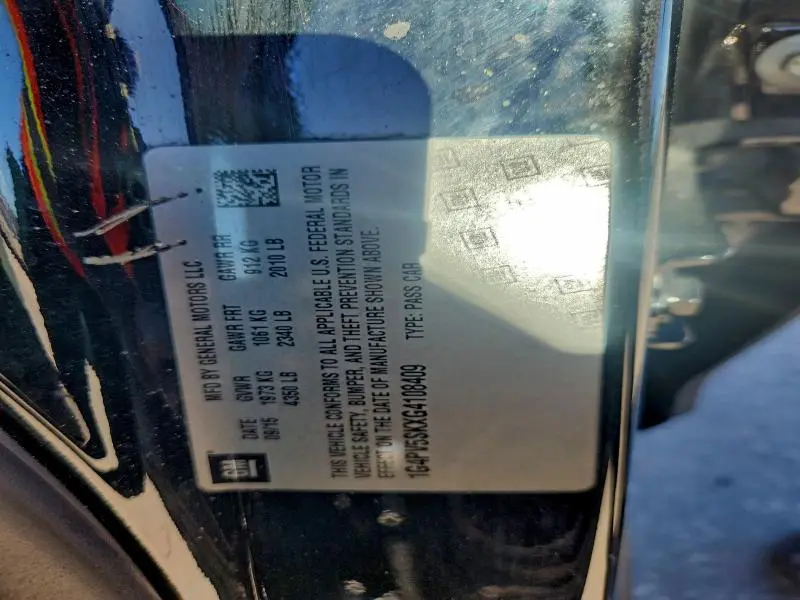 GM
MFD BY GENERAL MOTORS LLC
DATE GVWR GAWR FRT GAWR RR
09/15 1973 KG 1061 KG 912 KG
4350 LB 2340 LB 2010 LB
THIS VEHICLE CONFORMS TO ALL APPLICABLE U.S. FEDERAL MOTOR
VEHICLE SAFETY, BUMPER, AND THEFT PREVENTION STANDARDS IN
EFFECT ON THE DATE OF MANUFACTURE SHOWN ABOVE.
1G4PV5SKXG4108409 TYPE: PASS CAR